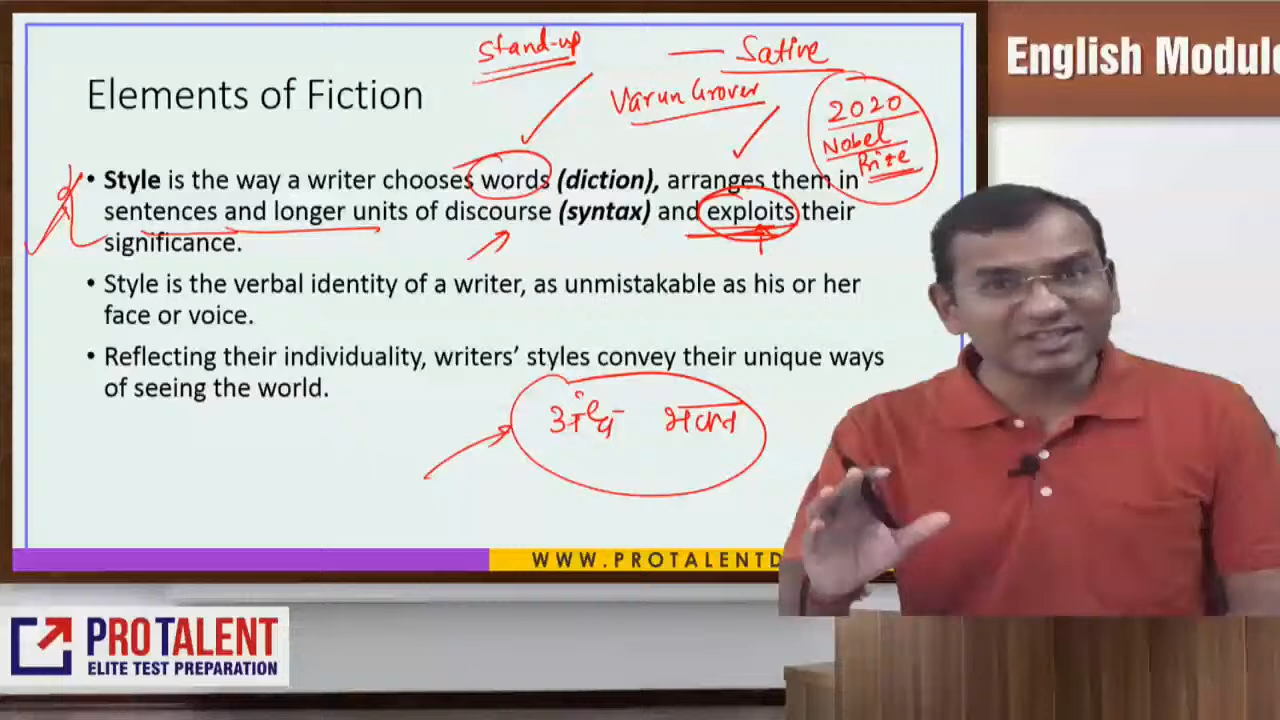 English Module
Stand-up
Satire
Varun Grover
2020
Nobel
Prize
Elements of Fiction
• Style is the way a writer chooses words (diction), arranges them in
sentences and longer units of discourse (syntax) and exploits their
significance.
• Style is the verbal identity of a writer, as unmistakable as his or her
face or voice.
• Reflecting their individuality, writers’ styles convey their unique ways
of seeing the world.
WWW.PROTALENTD
PROTALENT
ELITE TEST PREPARATION